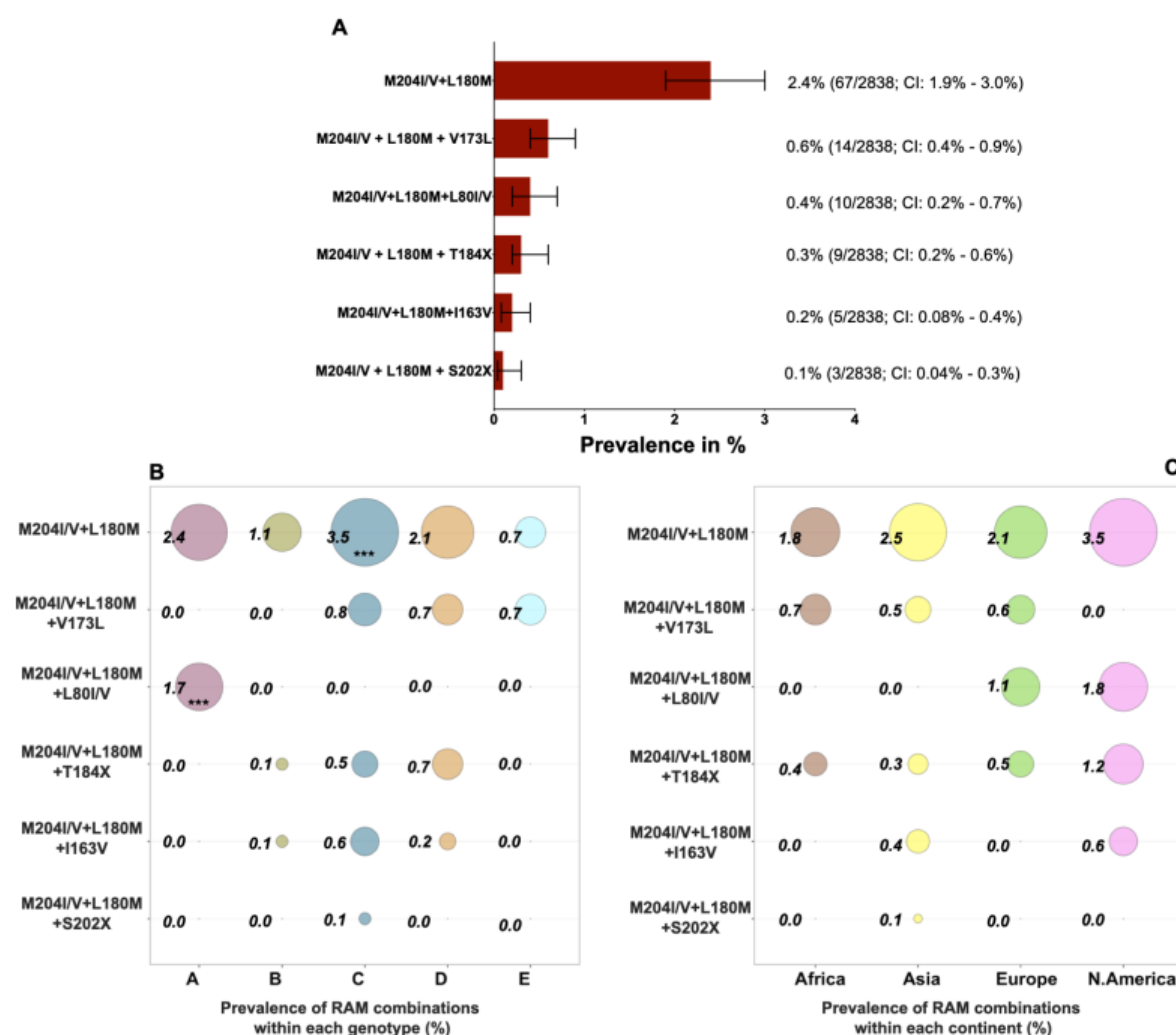 A
M204I/V+L180M
2.4% (67/2838; CI: 1.9% - 3.0%)
M204I/V + L180M + V173L
0.6% (14/2838; CI: 0.4% - 0.9%)
M204I/V+L180M+L80I/V
0.4% (10/2838; CI: 0.2% - 0.7%)
M204I/V + L180M + T184X
0.3% (9/2838; CI: 0.2% - 0.6%)
M204I/V+L180M+I163V
0.2% (5/2838; CI: 0.08% - 0.4%)
M204I/V + L180M + S202X
0.1% (3/2838; CI: 0.04% - 0.3%)
0 1 2 3 4
Prevalence in %
B
M204I/V+L180M
2.4 1.1 3.5 2.1 0.7
***
M204I/V+L180M
+V173L
0.0 0.0 0.8 0.7 0.7
M204I/V+L180M
+L80I/V
1.7 0.0 0.0 0.0 0.0
***
M204I/V+L180M
+T184X
0.0 0.1 0.5 0.7 0.0
M204I/V+L180M
+I163V
0.0 0.1 0.6 0.2 0.0
M204I/V+L180M
+S202X
0.0 0.0 0.1 0.0 0.0
A B C D E
Prevalence of RAM combinations
within each genotype (%)
C
M204I/V+L180M
1.8 2.5 2.1 3.5
M204I/V+L180M
+V173L
0.7 0.5 0.6 0.0
M204I/V+L180M
+L80I/V
0.0 0.0 1.1 1.8
M204I/V+L180M
+T184X
0.4 0.3 0.5 1.2
M204I/V+L180M
+I163V
0.0 0.4 0.0 0.6
M204I/V+L180M
+S202X
0.0 0.1 0.0 0.0
Africa Asia Europe N.America
Prevalence of RAM combinations
within each continent (%)